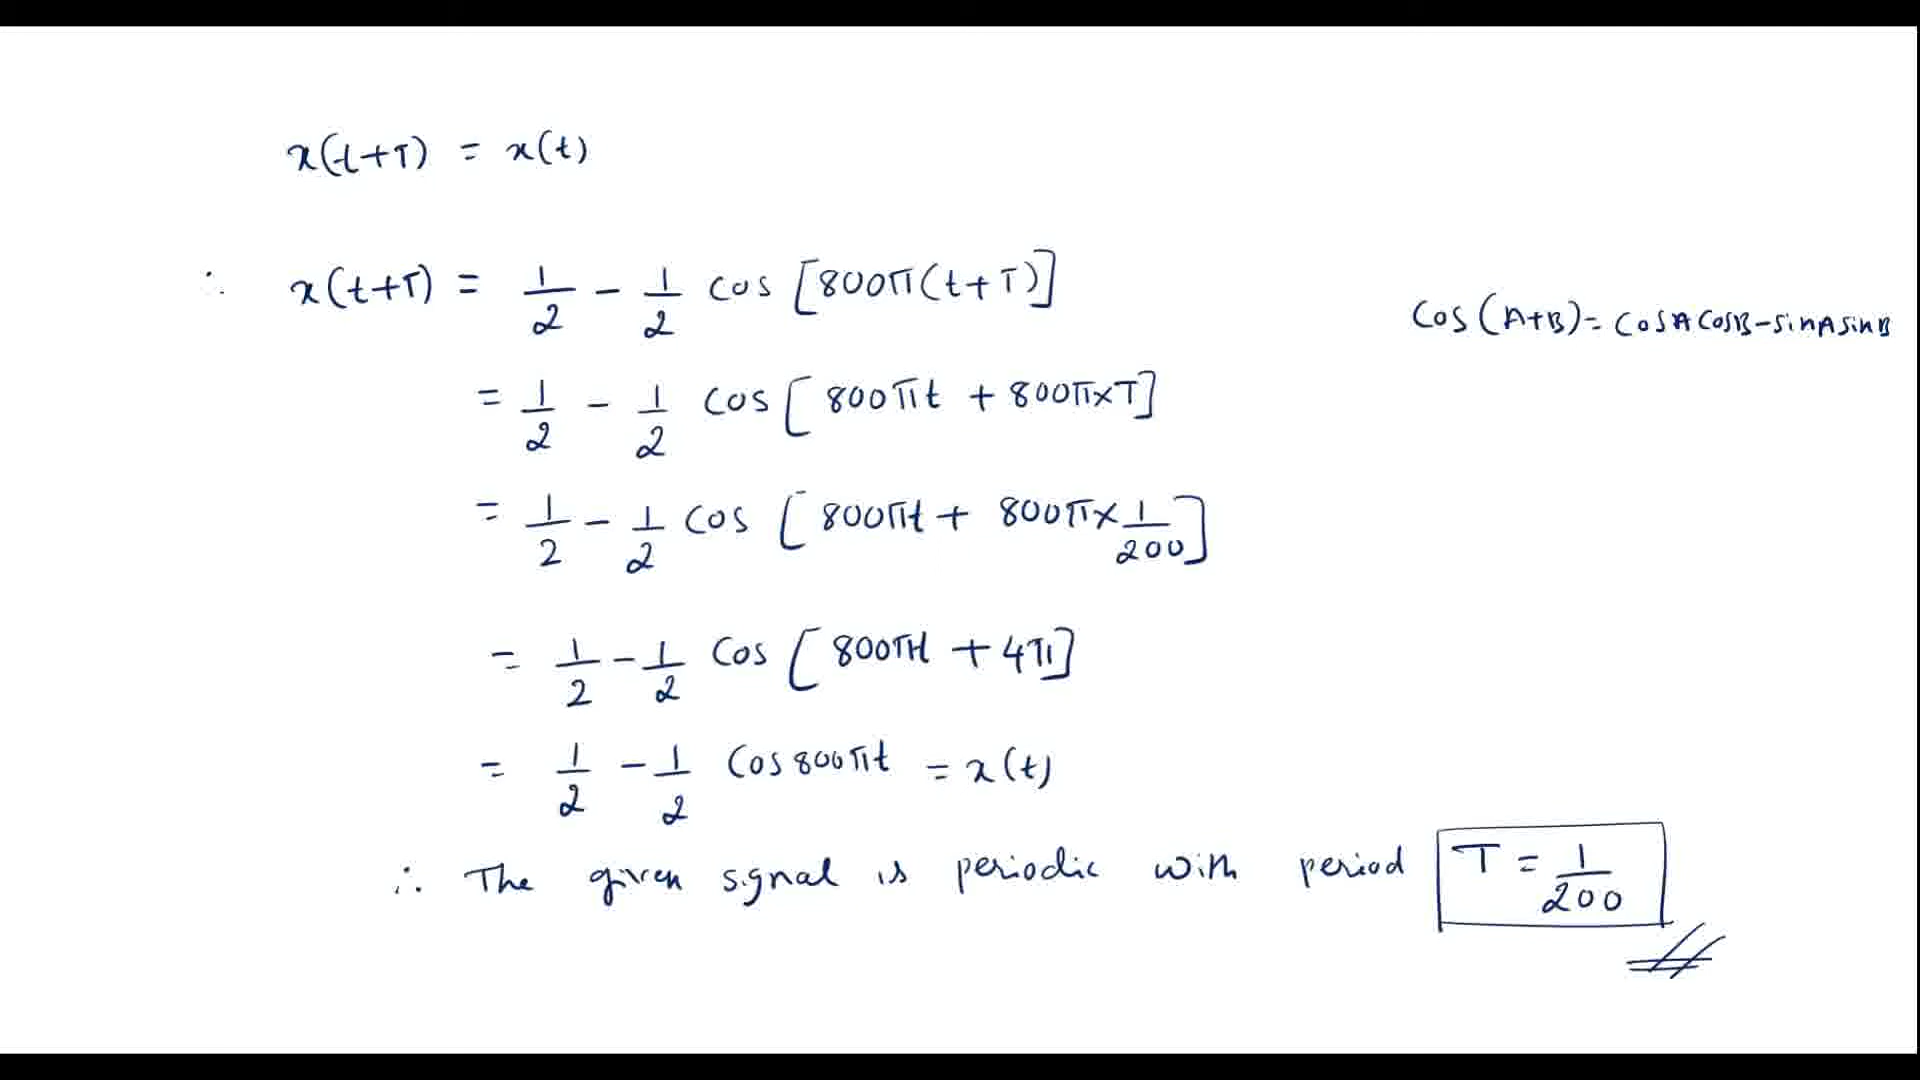 x(t+T) = x(t)
∴ x(t+T) = 1/2 - 1/2 cos [800π(t+T)]
Cos (A+B) = CosA CosB - sinA sinB
= 1/2 - 1/2 cos [800πt + 800π×T]
= 1/2 - 1/2 cos [800πt + 800π× 1/200]
= 1/2 - 1/2 Cos [800πt + 4π]
= 1/2 - 1/2 Cos 800πt = x(t)
∴ The given signal is periodic with period T = 1/200